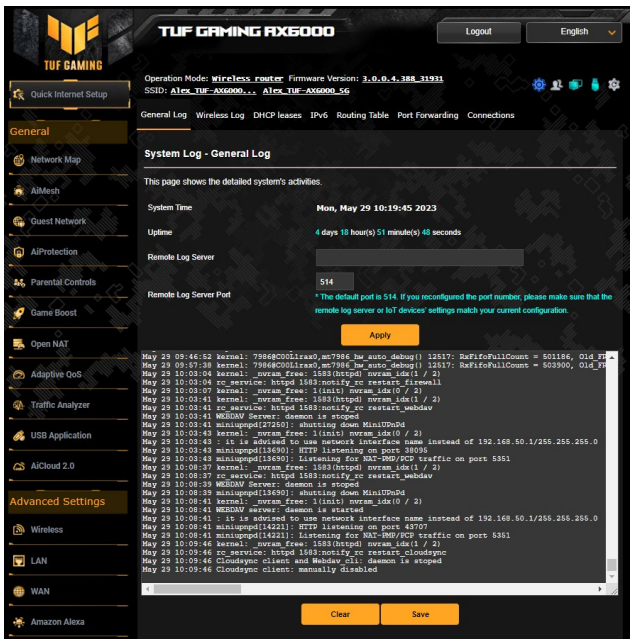 TUF GAMING AX6000
Logout
English
TUF GAMING
Operation Mode: Wireless router Firmware Version: 3.0.0.4.388_31931
SSID: Alex_TUF-AX6000... Alex_TUF-AX6000_5G
Quick Internet Setup
General Log Wireless Log DHCP leases IPv6 Routing Table Port Forwarding Connections
General
Network Map
AiMesh
Guest Network
AiProtection
Parental Controls
Game Boost
Open NAT
Adaptive QoS
Traffic Analyzer
USB Application
AiCloud 2.0
Advanced Settings
Wireless
LAN
WAN
Amazon Alexa
System Log - General Log
This page shows the detailed system's activities.
System Time Mon, May 29 10:19:45 2023
Uptime 4 days 18 hour(s) 51 minute(s) 48 seconds
Remote Log Server
Remote Log Server Port 514
* The default port is 514. If you reconfigured the port number, please make sure that the
remote log server or IoT devices' settings match your current configuration.
Apply
May 29 09:46:52 kernel: 7986@C00L1rax0,mt7986_hw_auto_debug() 12517: RxFifoFullCount = 501186, Old_FR
May 29 09:57:38 kernel: 7986@C00L1rax0,mt7986_hw_auto_debug() 12517: RxFifoFullCount = 503900, Old_FR
May 29 10:03:04 kernel: _nvram_free: 1583(httpd) nvram_idx(1 / 2)
May 29 10:03:04 rc_service: httpd 1583:notify_rc restart_firewall
May 29 10:03:07 kernel: _nvram_free: 1(init) nvram_idx(0 / 2)
May 29 10:03:41 kernel: _nvram_free: 1583(httpd) nvram_idx(1 / 2)
May 29 10:03:41 rc_service: httpd 1583:notify_rc restart_webdav
May 29 10:03:41 WEBDAV Server: daemon is stoped
May 29 10:03:41 miniupnpd[27250]: shutting down MiniUPnPd
May 29 10:03:43 kernel: _nvram_free: 1(init) nvram_idx(0 / 2)
May 29 10:03:43 : it is advised to use network interface name instead of 192.168.50.1/255.255.255.0
May 29 10:03:43 miniupnpd[13690]: HTTP listening on port 38095
May 29 10:03:43 miniupnpd[13690]: Listening for NAT-PMP/PCP traffic on port 5351
May 29 10:08:37 kernel: _nvram_free: 1583(httpd) nvram_idx(1 / 2)
May 29 10:08:37 rc_service: httpd 1583:notify_rc restart_webdav
May 29 10:08:39 WEBDAV Server: daemon is stoped
May 29 10:08:39 miniupnpd[13690]: shutting down MiniUPnPd
May 29 10:08:41 kernel: _nvram_free: 1(init) nvram_idx(0 / 2)
May 29 10:08:41 WEBDAV server: daemon is started
May 29 10:08:41 : it is advised to use network interface name instead of 192.168.50.1/255.255.255.0
May 29 10:08:41 miniupnpd[14221]: HTTP listening on port 43707
May 29 10:08:41 miniupnpd[14221]: Listening for NAT-PMP/PCP traffic on port 5351
May 29 10:09:46 kernel: _nvram_free: 1583(httpd) nvram_idx(1 / 2)
May 29 10:09:46 rc_service: httpd 1583:notify_rc restart_cloudsync
May 29 10:09:46 Cloudsync client and Webdav_cli: daemon is stoped
May 29 10:09:46 Cloudsync client: manually disabled
Clear Save